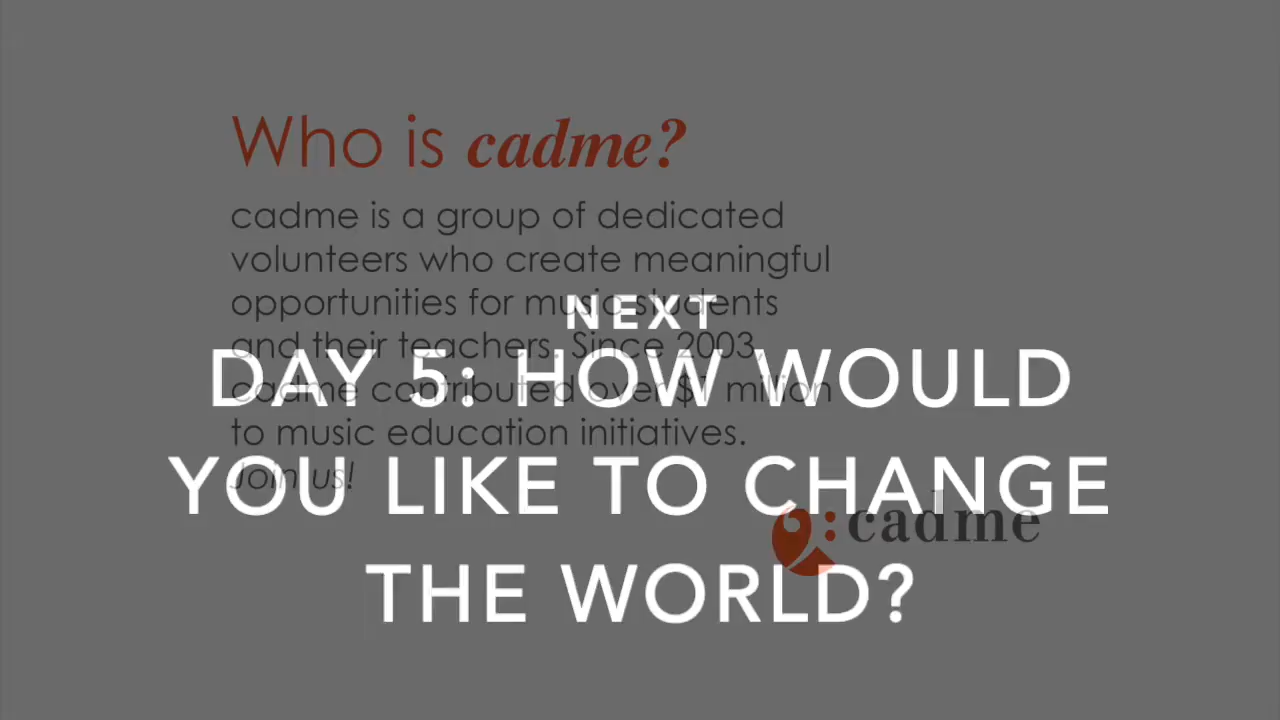 Who is cadme?
cadme is a group of dedicated
volunteers who create meaningful
opportunities for music students
and their teachers. Since 2003,
cadme contributed over $1 million
to music education initiatives.
Join us!
cadme
NEXT
DAY 5: HOW WOULD
YOU LIKE TO CHANGE
THE WORLD?